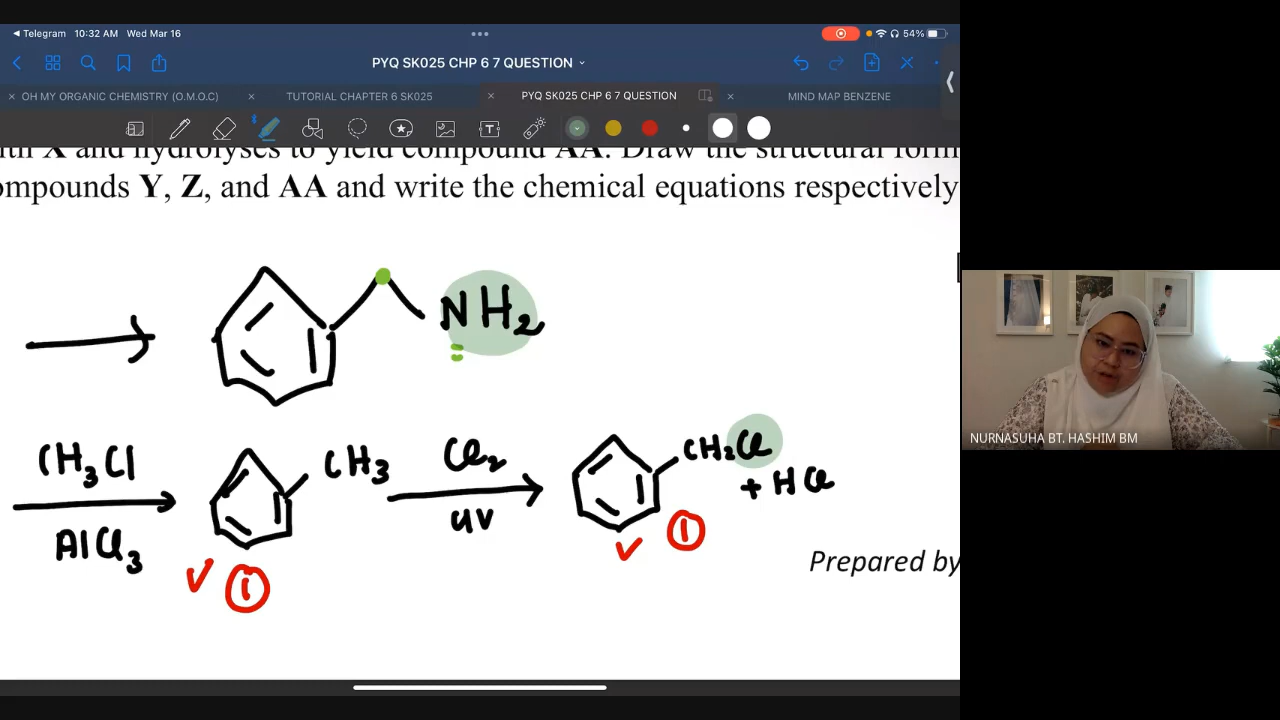 Telegram 10:32 AM Wed Mar 16 54%
PYQ SK025 CHP 6 7 QUESTION
OH MY ORGANIC CHEMISTRY (O.M.O.C) TUTORIAL CHAPTER 6 SK025 PYQ SK025 CHP 6 7 QUESTION MIND MAP BENZENE
X and hydrolyses to yield compound AA. Draw the structural
Y, Z, and AA and write the chemical equations respectively
NH2
CH3Cl
AlCl3
CH3
Cl2
uv
CH2Cl
+ HCl
1
1
Prepared by
NURNASUHA BT. HASHIM BM